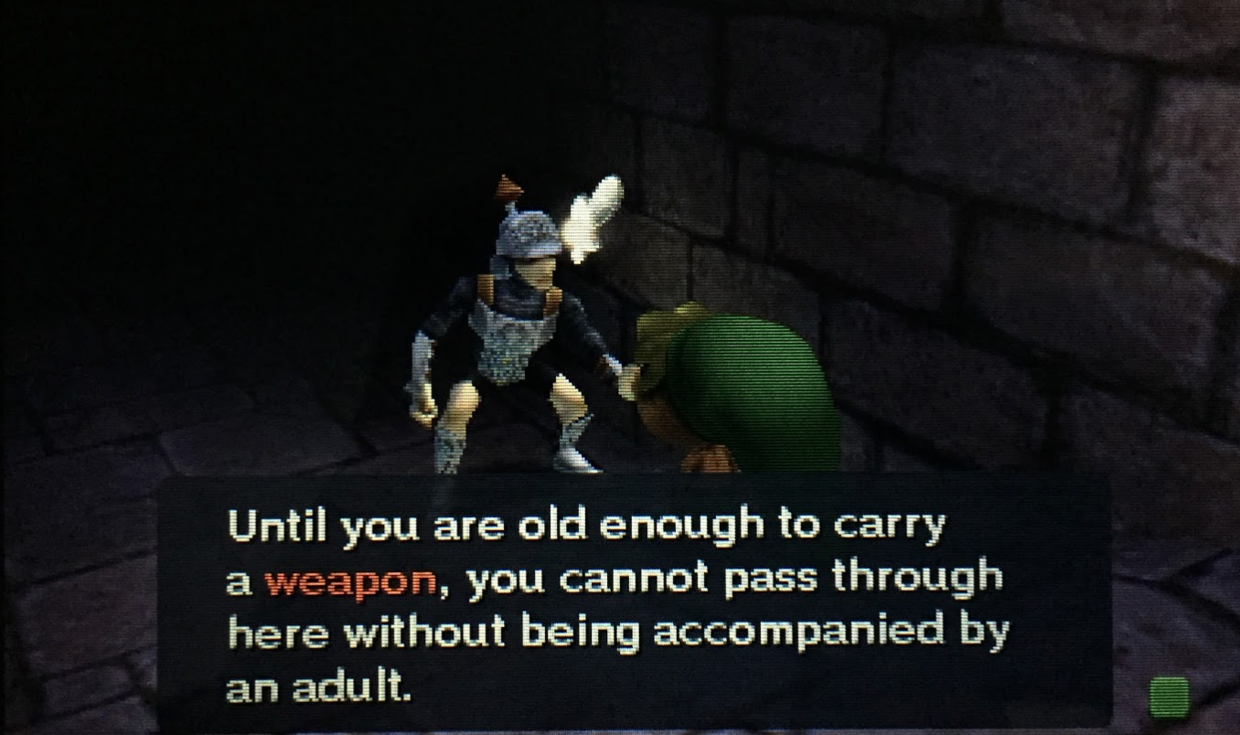 Until you are old enough to carry
a weapon, you cannot pass through
here without being accompanied by
an adult.